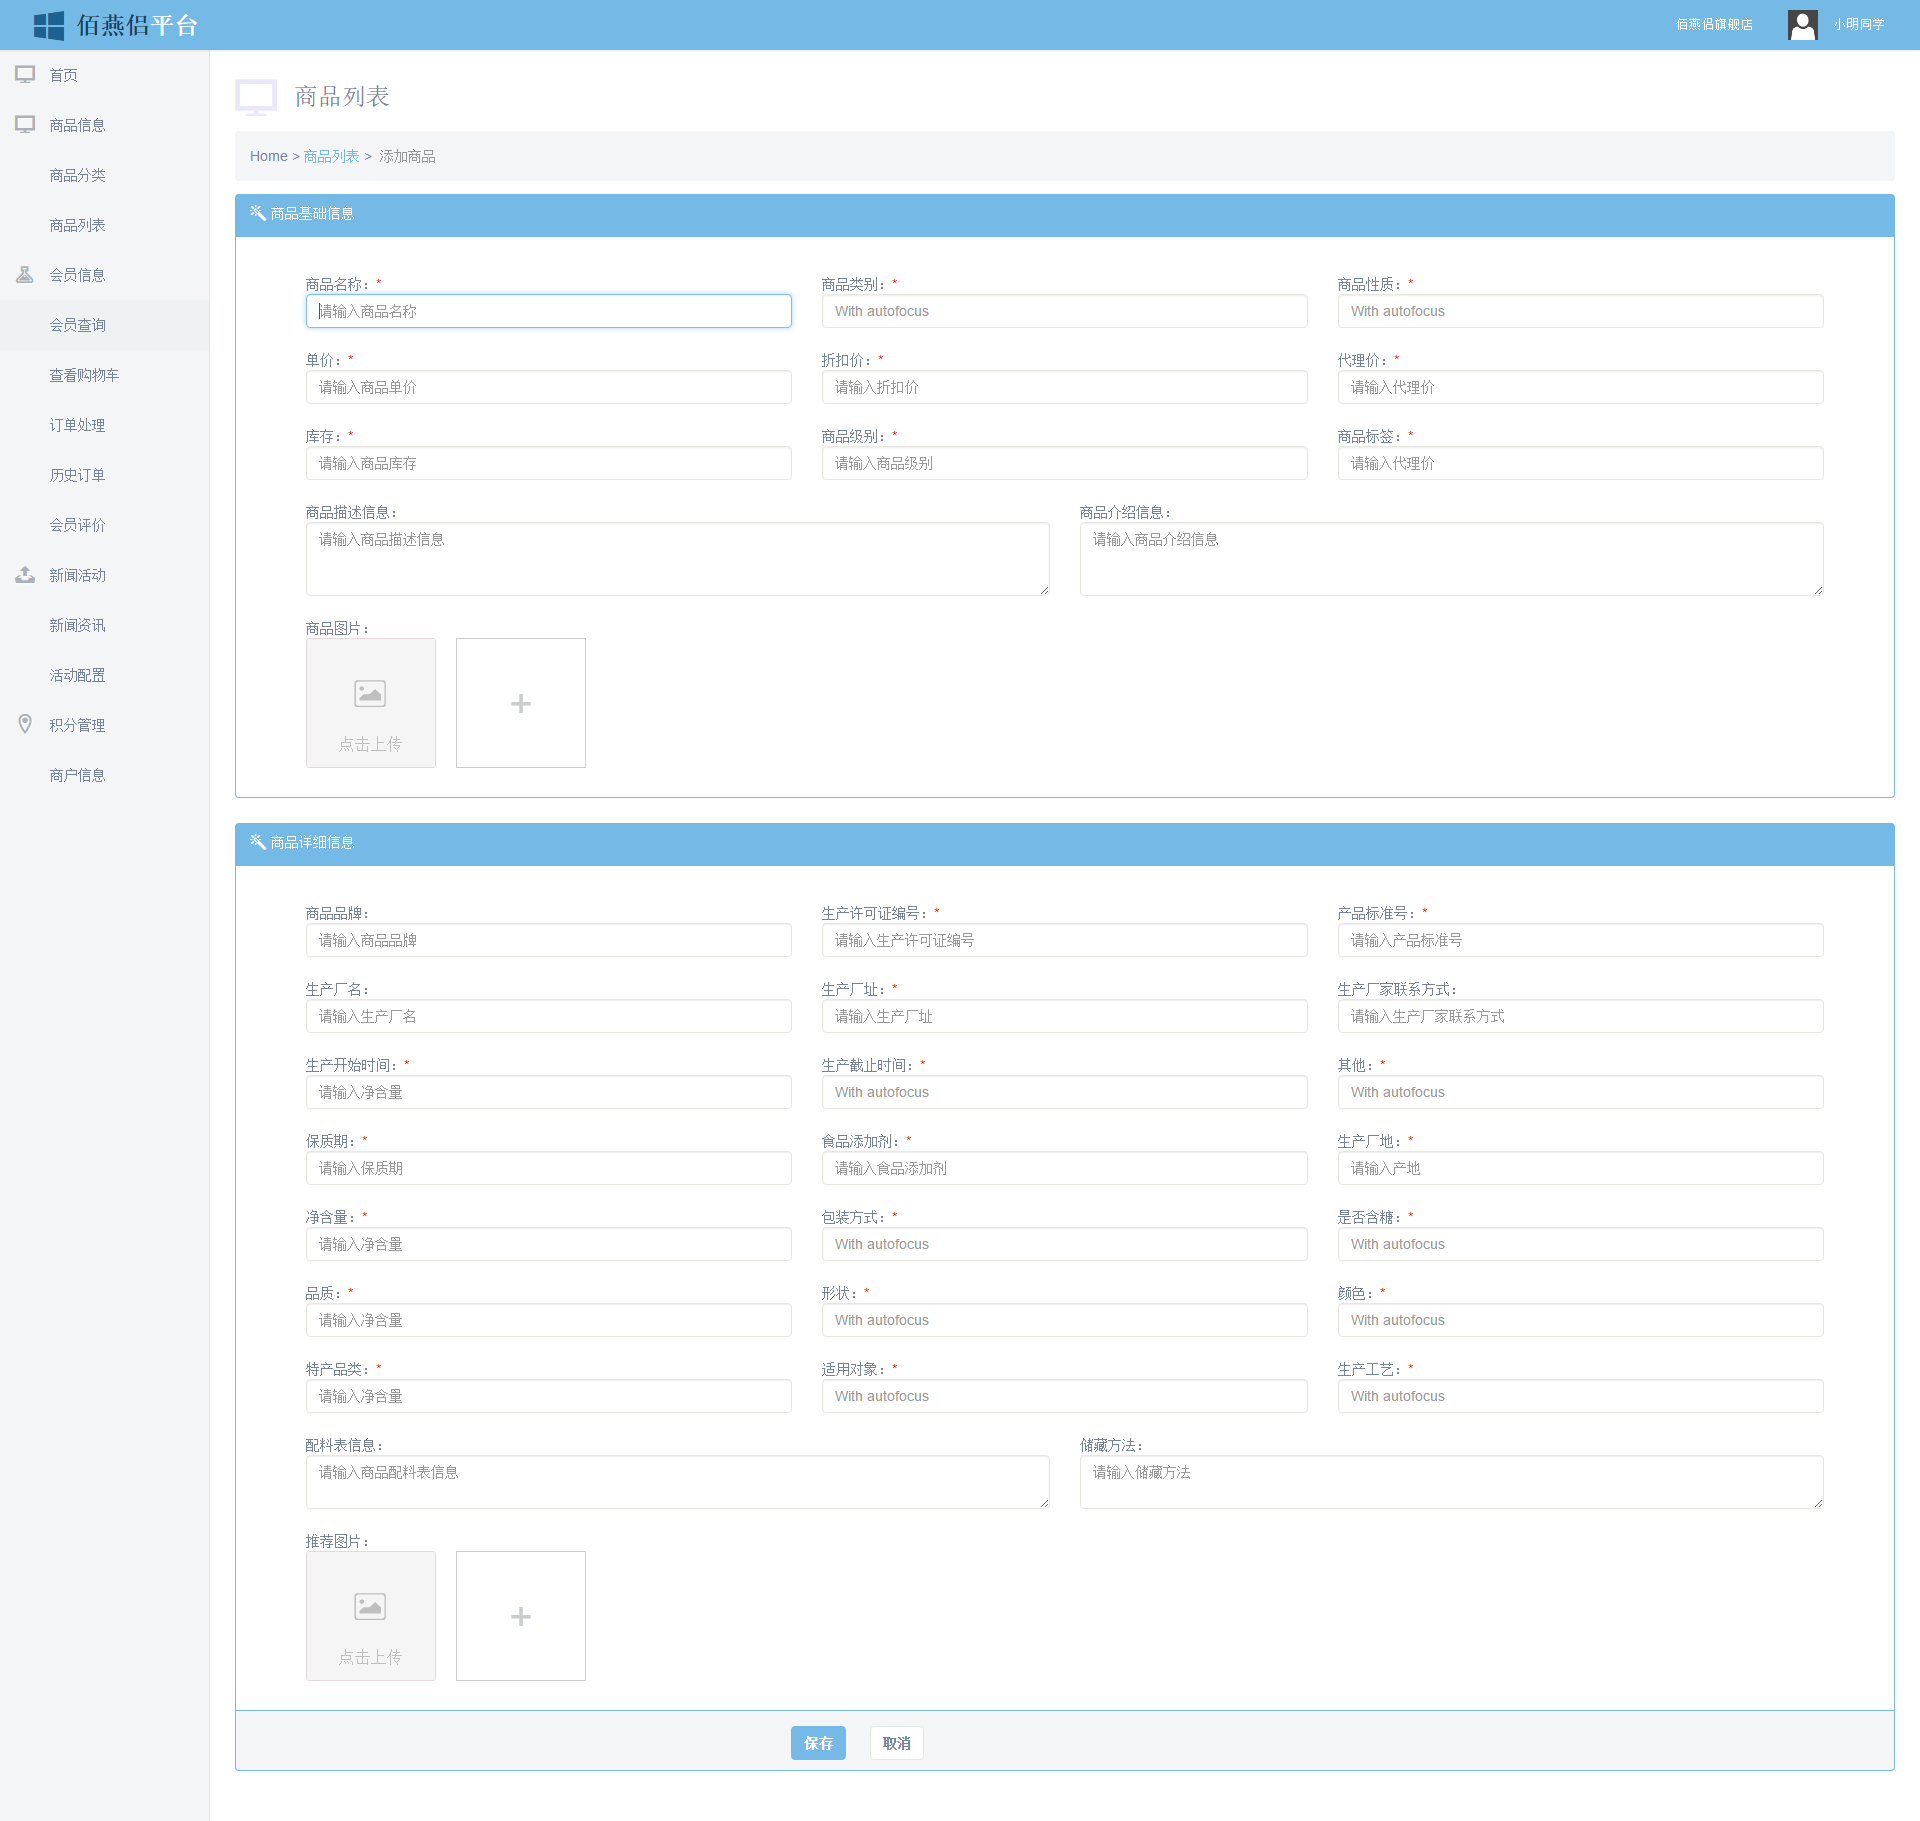 佰燕侣平台
佰燕侣旗舰店 小明同学
首页
商品信息
商品分类
商品列表
会员信息
会员查询
查看购物车
订单处理
历史订单
会员评价
新闻活动
新闻资讯
活动配置
积分管理
商户信息
商品列表
Home > 商品列表 > 添加商品
商品基础信息
商品名称：* 商品类别：* 商品性质：*
请输入商品名称 With autofocus With autofocus
单价：* 折扣价：* 代理价：*
请输入商品单价 请输入折扣价 请输入代理价
库存：* 商品级别：* 商品标签：*
请输入商品库存 请输入商品级别 请输入代理价
商品描述信息： 商品介绍信息：
请输入商品描述信息 请输入商品介绍信息
商品图片：
点击上传
商品详细信息
商品品牌： 生产许可证编号：* 产品标准号：*
请输入商品品牌 请输入生产许可证编号 请输入产品标准号
生产厂名： 生产厂址：* 生产厂家联系方式：
请输入生产厂名 请输入生产厂址 请输入生产厂家联系方式
生产开始时间：* 生产截止时间：* 其他：*
请输入净含量 With autofocus With autofocus
保质期：* 食品添加剂：* 生产厂地：*
请输入保质期 请输入食品添加剂 请输入产地
净含量：* 包装方式：* 是否含糖：*
请输入净含量 With autofocus With autofocus
品质：* 形状：* 颜色：*
请输入净含量 With autofocus With autofocus
特产品类：* 适用对象：* 生产工艺：*
请输入净含量 With autofocus With autofocus
配料表信息： 储藏方法：
请输入商品配料表信息 请输入储藏方法
推荐图片：
点击上传
保存 取消